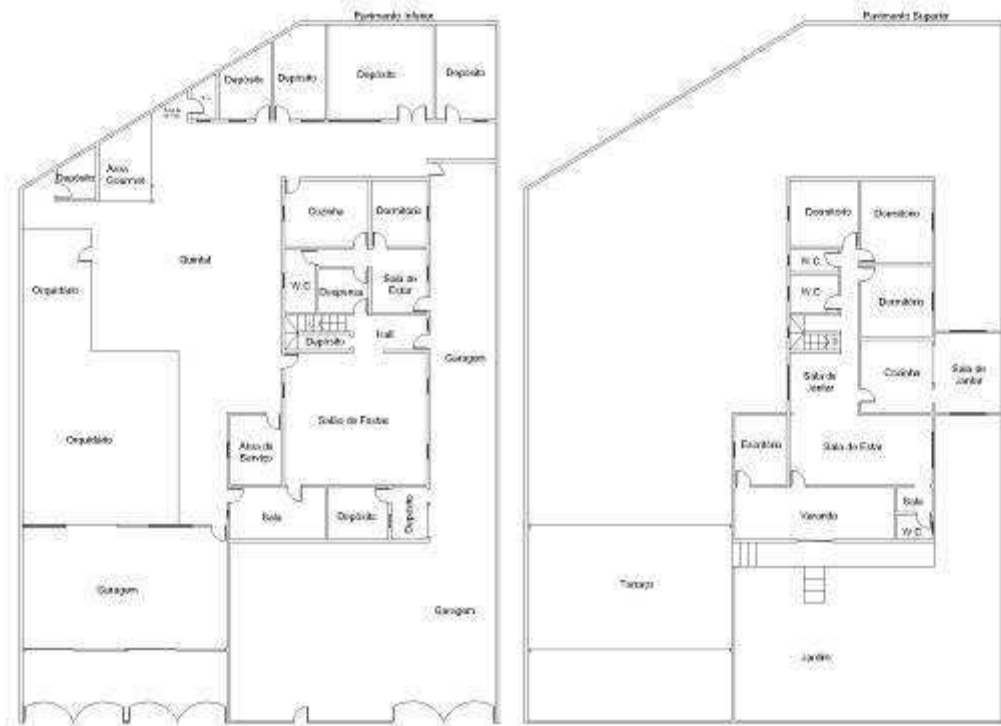 Pavimento Inferior
Depósito
Depósito
Depósito
Depósito
Depósito
Área
Gourmet
Cozinha
Dormitório
Quintal
Orquidário
W.C.
Despensa
Sala de
Estar
Hall
Depósito
Garagem
Salão de Festas
Orquidário
Área de
Serviço
Sala
Depósito
Depósito
Garagem
Garagem
Pavimento Superior
Dormitório
Dormitório
W.C.
W.C.
Dormitório
Sala de
Jantar
Cozinha
Sala de
Jantar
Escritório
Sala de Estar
Varanda
Sala
W.C.
Terraço
Jardim